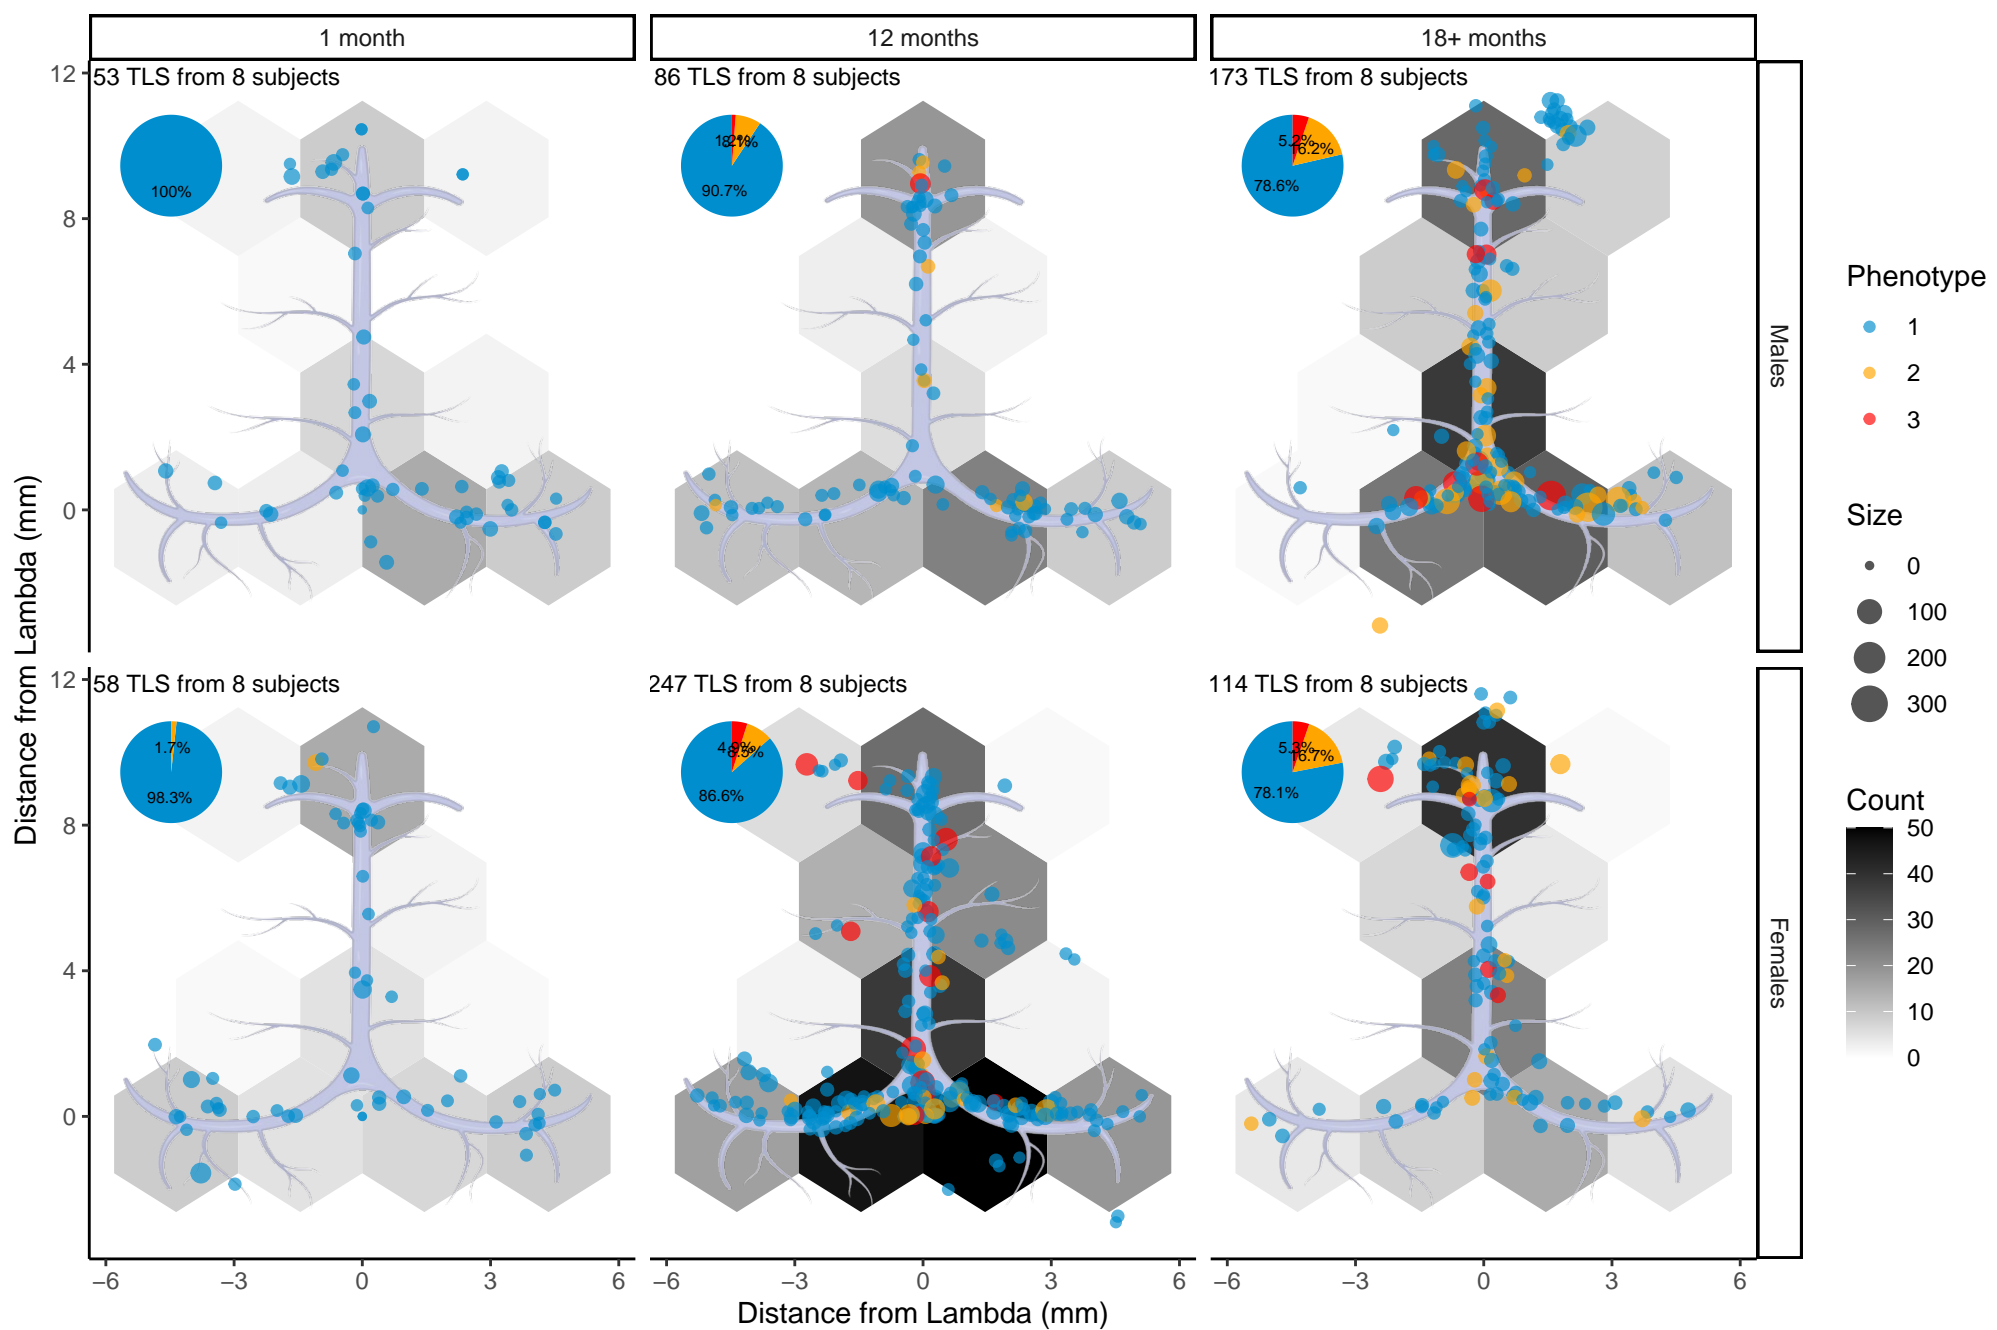 1 month
12 months
18+ months
53 TLS from 8 subjects
86 TLS from 8 subjects
173 TLS from 8 subjects
100%
90.7%
5.2%
78.6%
12
8
4
0
Males
58 TLS from 8 subjects
247 TLS from 8 subjects
114 TLS from 8 subjects
1.7%
98.3%
4.9%
8.5%
86.6%
5.3%
78.1%
12
8
4
0
Females
−6 −3 0 3 6
−6 −3 0 3 6
−6 −3 0 3 6
Distance from Lambda (mm)
Distance from Lambda (mm)
Phenotype
1
2
3
Size
0
100
200
300
Count
50
40
30
20
10
0